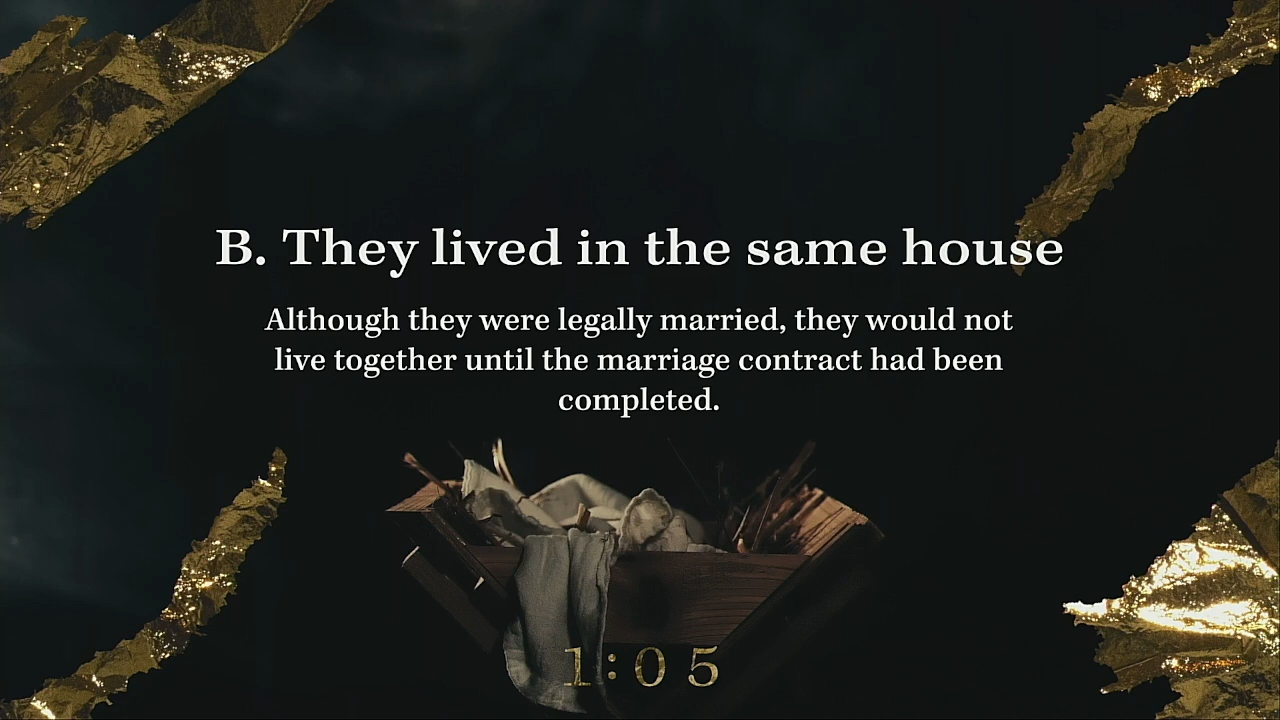 B. They lived in the same house
Although they were legally married, they would not
live together until the marriage contract had been
completed.
1:05